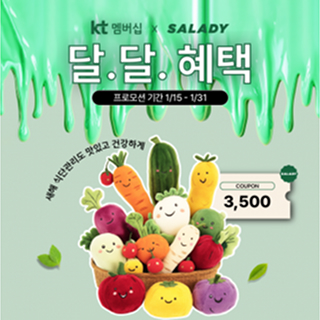 kt 멤버십 x SALADY
달.달. 혜택
프로모션 기간 1/15 - 1/31
새해 식단관리도 맛있고 건강하게
SALADY
COUPON
3,500